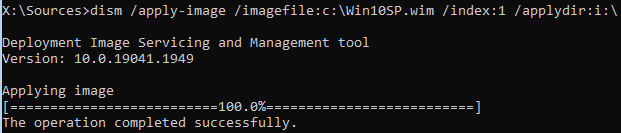 X:\Sources>dism /apply-image /imagefile:c:\Win10SP.wim /index:1 /applydir:i:\
Deployment Image Servicing and Management tool
Version: 10.0.19041.1949
Applying image
[==========================100.0%==========================]
The operation completed successfully.